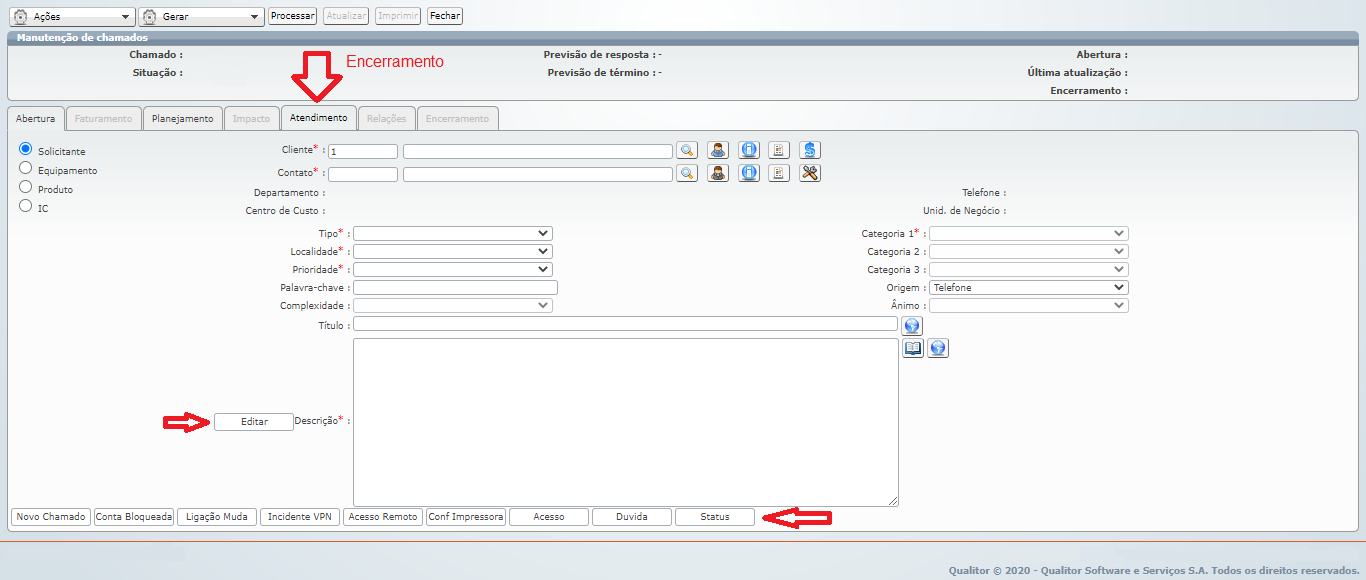 Ações Gerar Processar Atualizar Imprimir Fechar
Manutenção de chamados
Chamado : Previsão de resposta : - Abertura :
Situação : Previsão de término : - Última atualização :
Encerramento
Encerramento :
Abertura Faturamento Planejamento Impacto Atendimento Relações Encerramento
Solicitante Cliente* : 1
Equipamento Contato* :
Produto Departamento : Telefone :
IC Centro de Custo : Unid. de Negócio :
Tipo* : Categoria 1* :
Localidade* : Categoria 2 :
Prioridade* : Categoria 3 :
Palavra-chave : Origem : Telefone
Complexidade : Ânimo :
Título :
Editar Descrição* :
Novo Chamado Conta Bloqueada Ligação Muda Incidente VPN Acesso Remoto Conf Impressora Acesso Duvida Status
Qualitor © 2020 - Qualitor Software e Serviços S.A. Todos os direitos reservados.